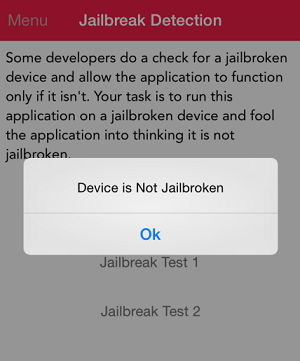 Menu Jailbreak Detection
Some developers do a check for a jailbroken
device and allow the application to function
only if it isn't. Your task is to run this
application on a jailbroken device and fool
the application into thinking it is not
jailbroken.
Device is Not Jailbroken
Ok
Jailbreak Test 1
Jailbreak Test 2